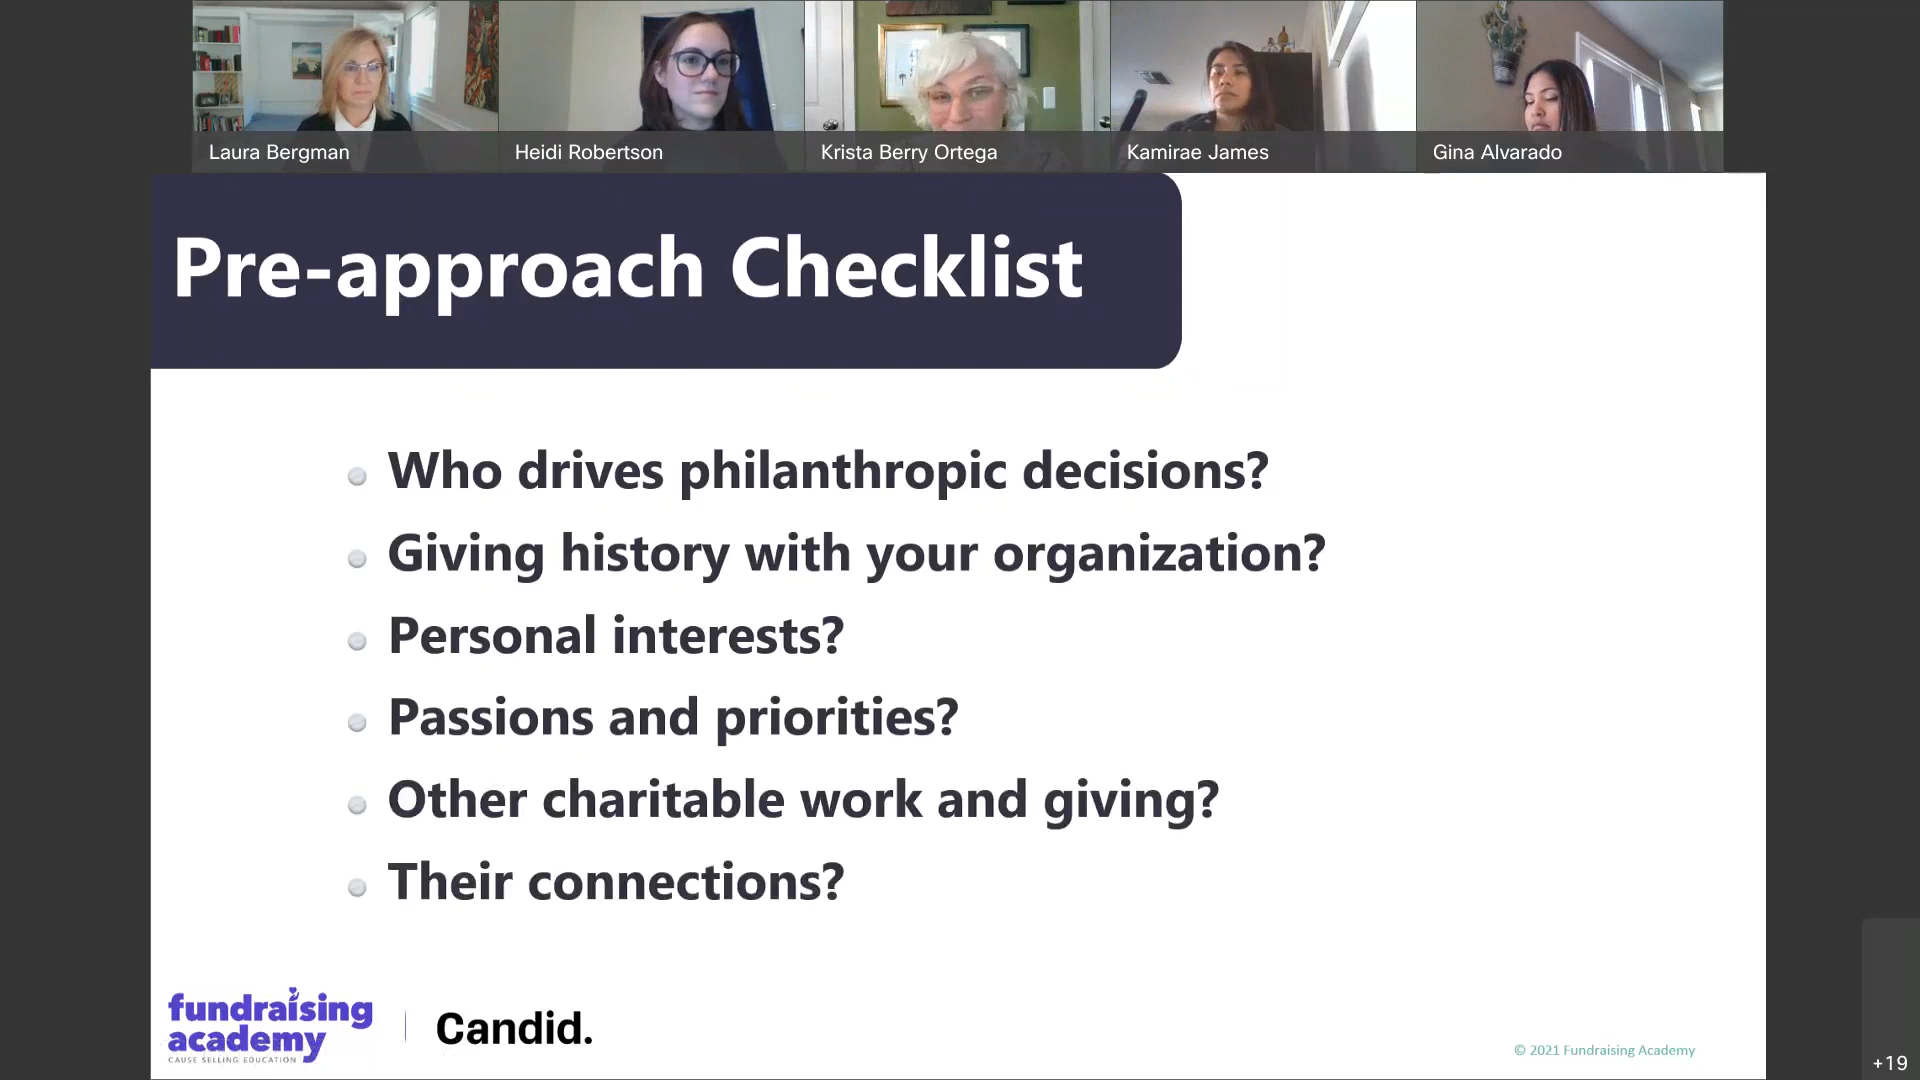 Laura Bergman
Heidi Robertson
Krista Berry Ortega
Kamirae James
Gina Alvarado
Pre-approach Checklist
Who drives philanthropic decisions?
Giving history with your organization?
Personal interests?
Passions and priorities?
Other charitable work and giving?
Their connections?
fundraising
academy
CAUSE SELLING EDUCATION
Candid.
© 2021 Fundraising Academy
+19